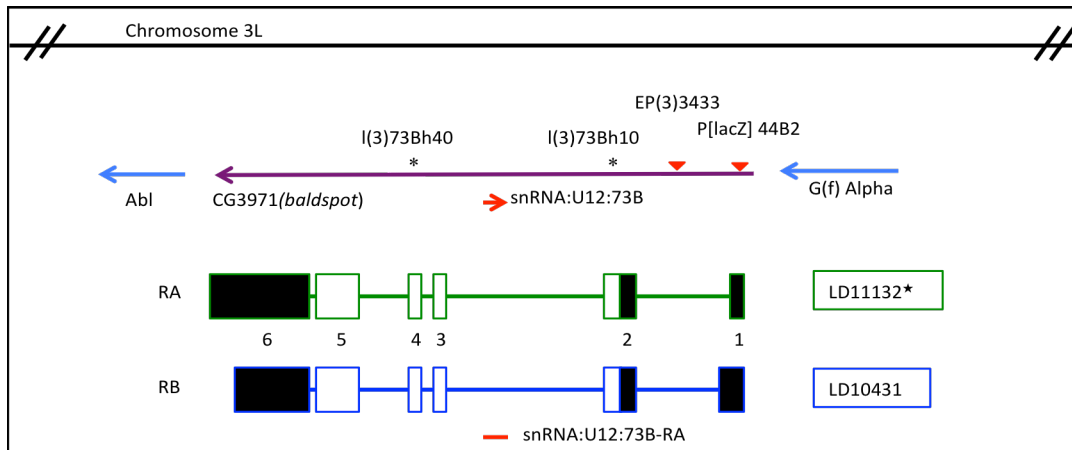 Chromosome 3L
EP(3)3433
P[lacZ] 44B2
l(3)73Bh40
l(3)73Bh10
*
*
Abl
CG3971(baldspot)
snRNA:U12:73B
G(f) Alpha
RA
LD11132★
6 5 4 3 2 1
RB
LD10431
snRNA:U12:73B-RA